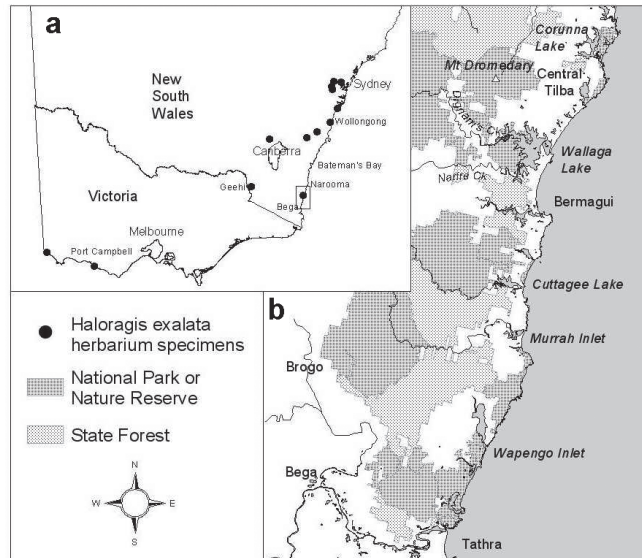 a
New
South
Wales
Sydney
Wollongong
Canberra
Bateman's Bay
Narooma
Geehi
Bega
Victoria
Melbourne
Port Campbell
Haloragis exalata
herbarium specimens
National Park or
Nature Reserve
State Forest
N
W
E
S
b
Corunna
Lake
Mt Dromedary
Central
Tilba
Dignam's Ck
Wallaga
Lake
Narira Ck
Bermagui
Cuttagee Lake
Murrah Inlet
Brogo
Wapengo Inlet
Bega
Tathra